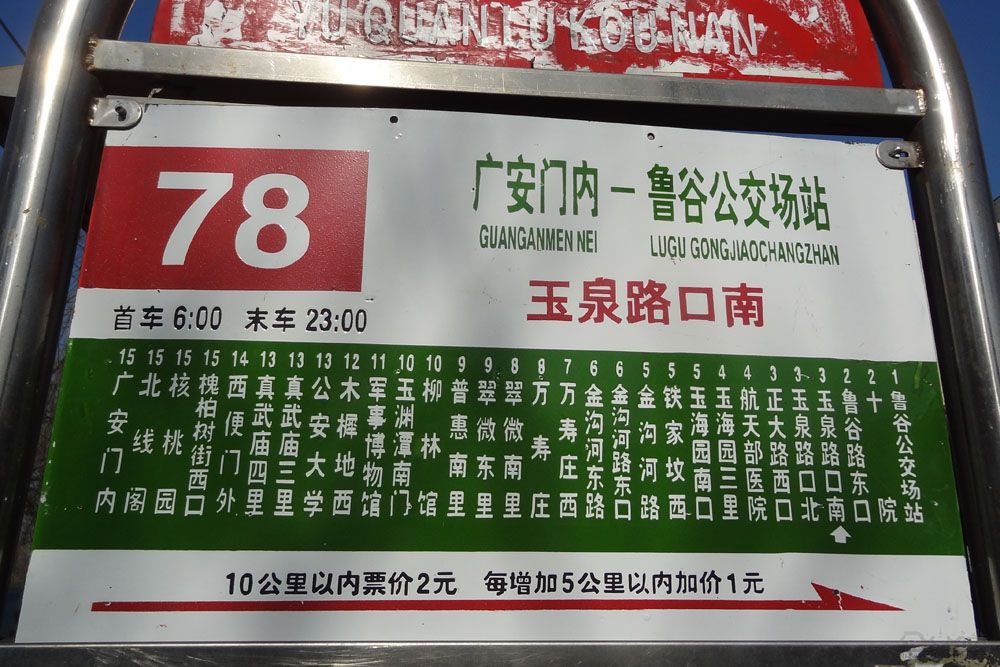 YUQUANLUKOU NAN
78
广安门内－鲁谷公交场站
GUANGANMEN NEI LUGU GONGJIAOCHANGZHAN
玉泉路口南
首车 6:00 末车 23:00
15 15 15 15 14 13 13 13 12 11 10 10 9 9 8 8 7 6 6 5 5 5 4 4 3 3 3 2 2 1
广安门内
北线阁
核桃园
槐柏树街西口
西便门外
真武庙四里
真武庙三里
公安大学
木樨地西
军事博物馆
玉渊潭南门
柳林馆
普惠南里
翠微东里
翠微南里
万寿庄
万寿庄西
金沟河东路
金沟河路东口
金沟河路
铁家坟西
玉海园南口
玉海园三里
航天部医院
正大路西口
玉泉路口北
玉泉路口南
鲁谷路东口
十院
鲁谷公交场站
10公里以内票价2元 每增加5公里以内加价1元